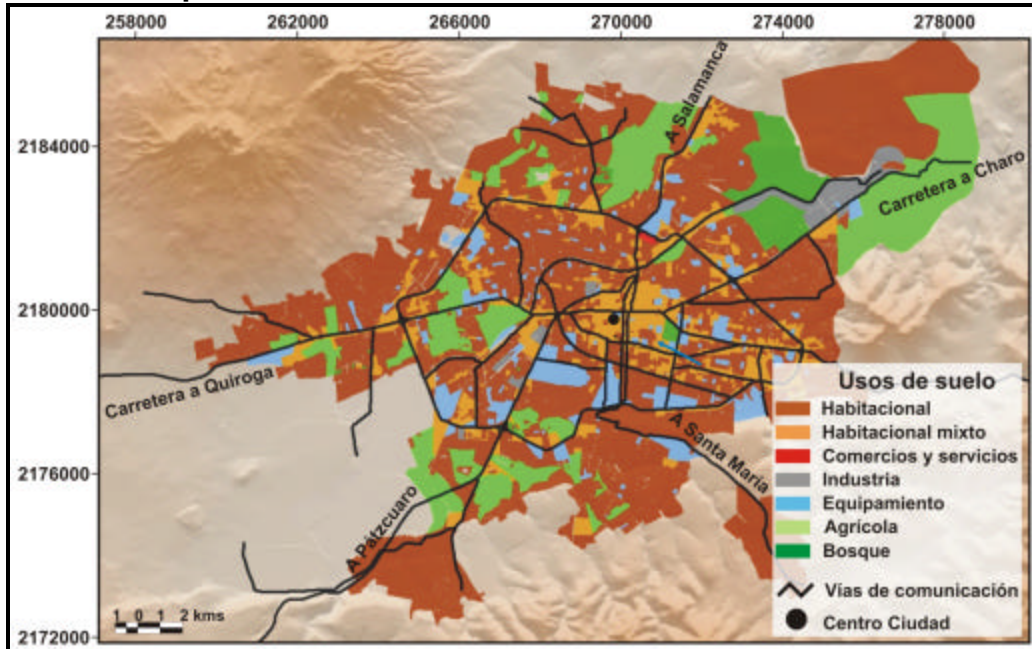 258000 262000 266000 270000 274000 278000
2184000
2180000
2176000
2172000
A Salamanca
Carretera a Charo
Carretera a Quiroga
A Santa María
A Pátzcuaro
1 0 1 2 kms
Usos de suelo
Habitacional
Habitacional mixto
Comercios y servicios
Industria
Equipamiento
Agrícola
Bosque
Vías de comunicación
Centro Ciudad